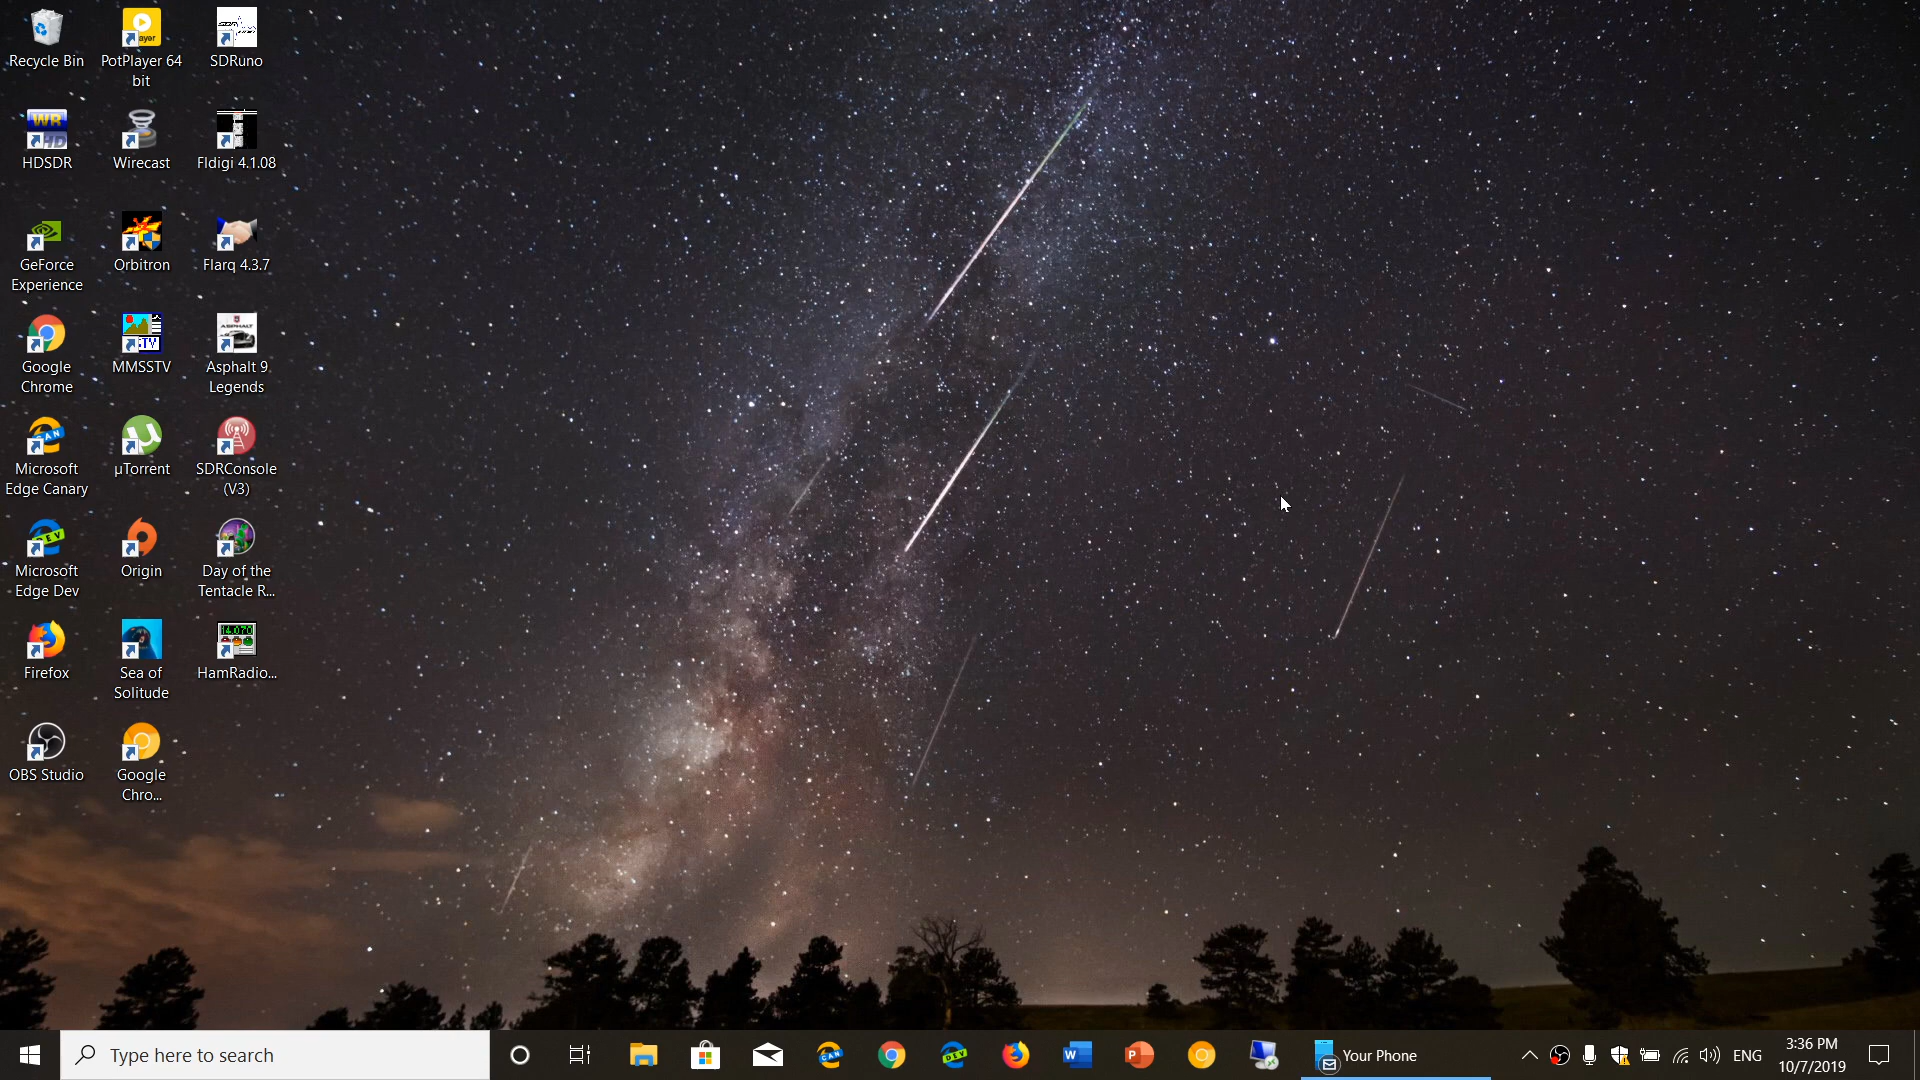 Recycle Bin
PotPlayer 64
bit
SDRuno
HDSDR
Wirecast
Fldigi 4.1.08
GeForce
Experience
Orbitron
Flarq 4.3.7
Google
Chrome
MMSSTV
Asphalt 9
Legends
Microsoft
Edge Canary
µTorrent
SDRConsole
(V3)
Microsoft
Edge Dev
Origin
Day of the
Tentacle R...
Firefox
Sea of
Solitude
HamRadio...
OBS Studio
Google
Chro...
Type here to search
Your Phone
ENG
3:36 PM
10/7/2019